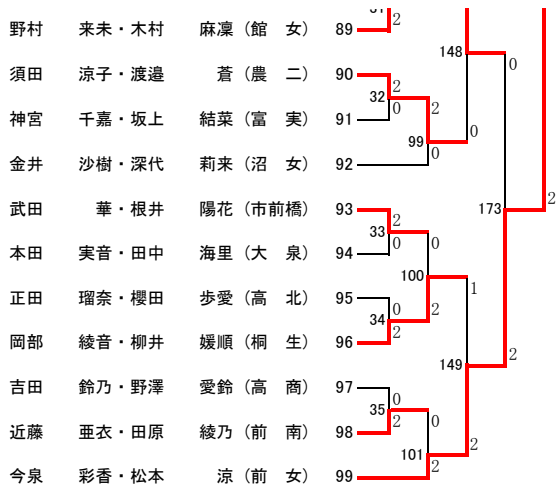 野村　来未・木村　麻凜（館　女）　89
2
148
0
須田　涼子・渡邉　蒼（農　二）　90
2
32
0
2
神宮　千嘉・坂上　結菜（富　実）　91
99
0
0
金井　沙樹・深代　莉来（沼　女）　92
武田　華・根井　陽花（市前橋）　93
2
173
2
33
0
0
本田　実音・田中　海里（大　泉）　94
100
1
正田　瑠奈・櫻田　歩愛（高　北）　95
0
2
34
2
岡部　綾音・柳井　媛順（桐　生）　96
149
2
吉田　鈴乃・野澤　愛鈴（高　商）　97
0
35
2
0
近藤　亜衣・田原　綾乃（前　南）　98
101
2
2
今泉　彩香・松本　涼（前　女）　99